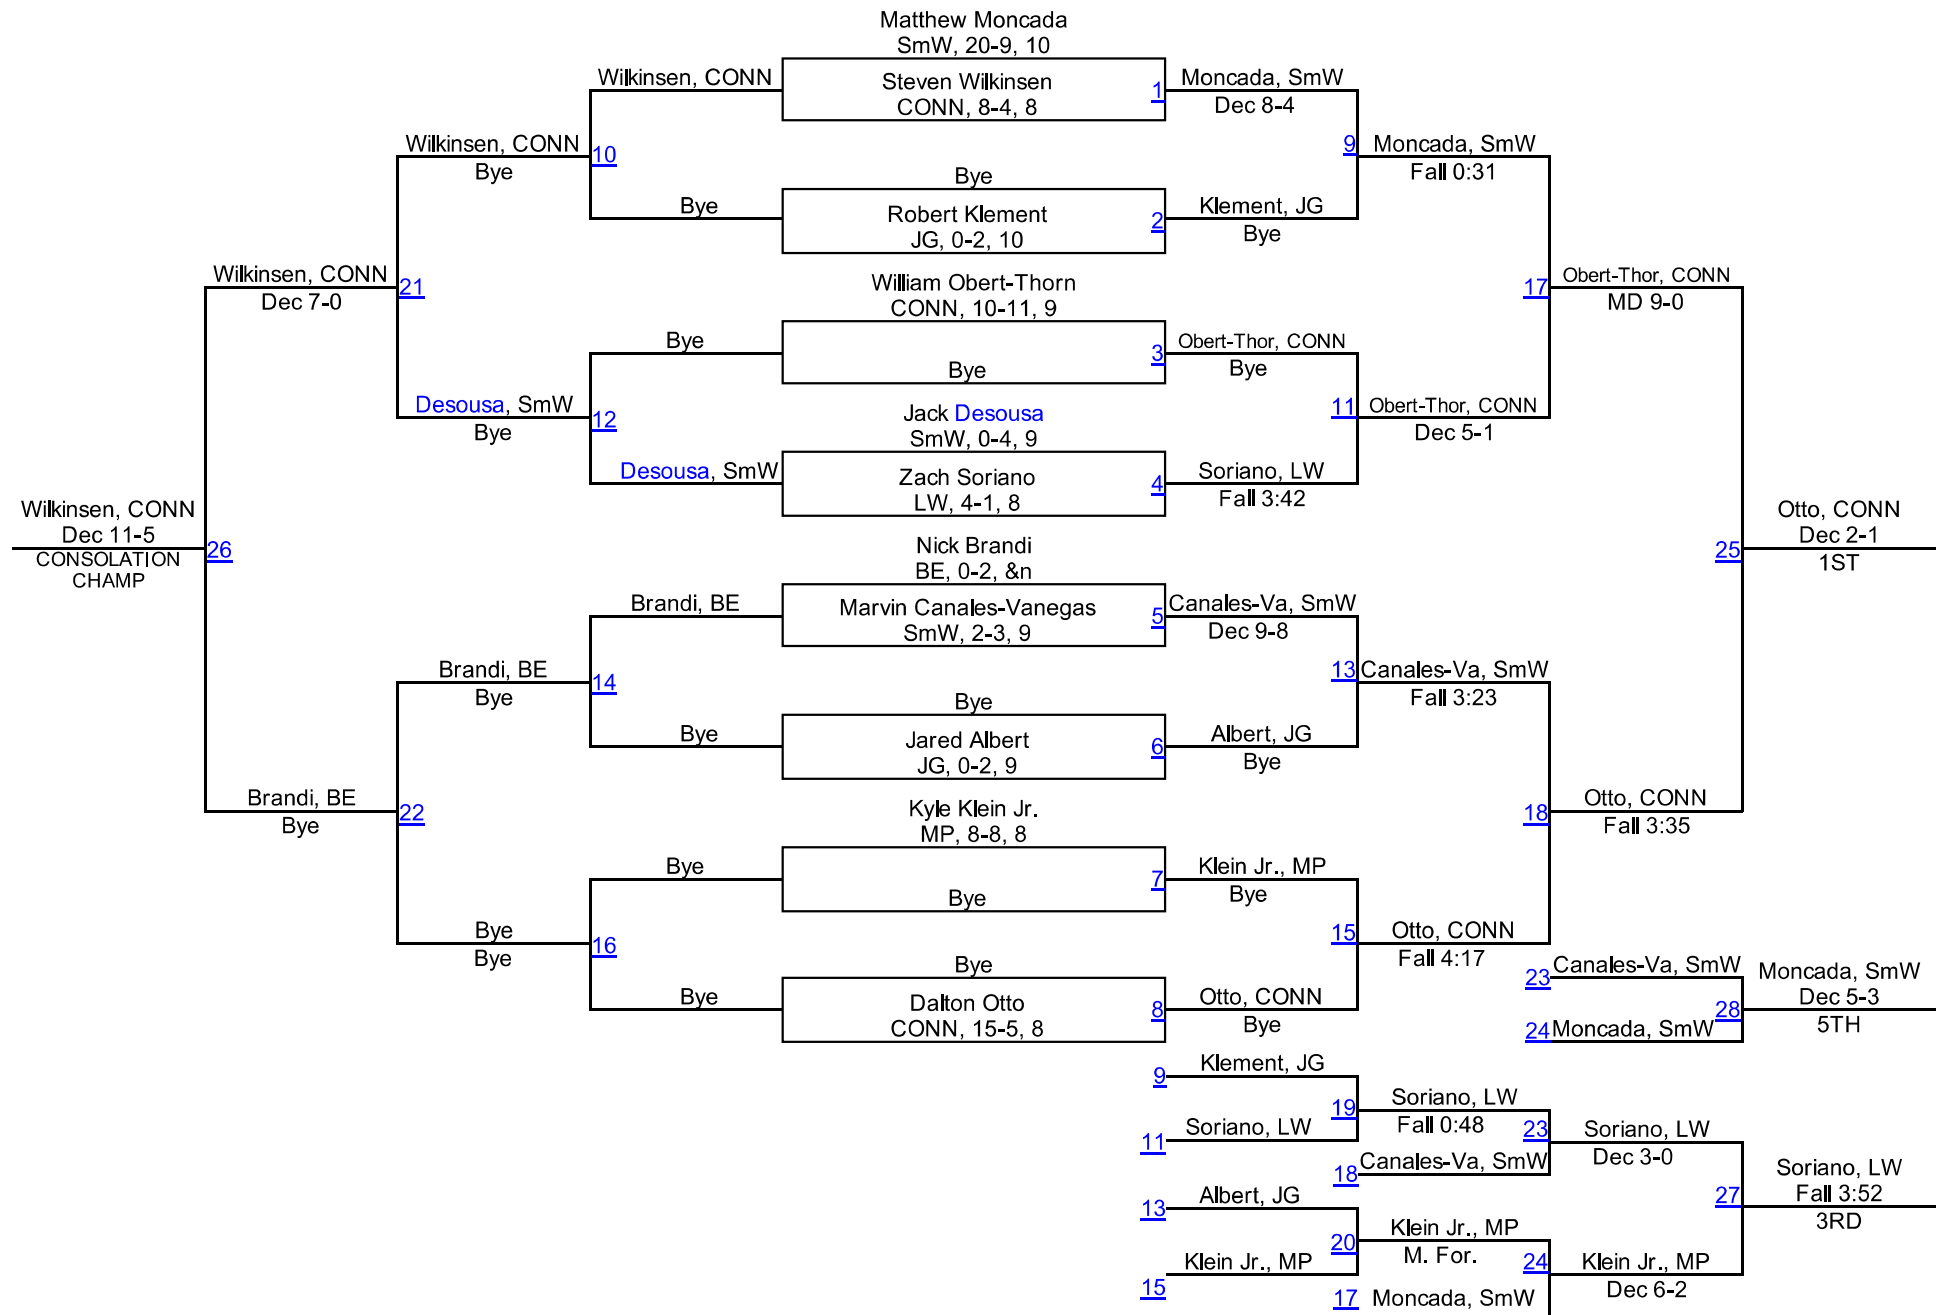 Matthew Moncada
SmW, 20-9, 10
Wilkinsen, CONN
Steven Wilkinsen
CONN, 8-4, 8
1
Moncada, SmW
Dec 8-4
Wilkinsen, CONN
Bye
10
9
Moncada, SmW
Fall 0:31
Bye
Bye
Robert Klement
JG, 0-2, 10
2
Klement, JG
Bye
Wilkinsen, CONN
Dec 7-0
21
William Obert-Thorn
CONN, 10-11, 9
17
Obert-Thor, CONN
MD 9-0
Bye
Bye
3
Obert-Thor, CONN
Bye
Desousa, SmW
Bye
12
Jack Desousa
SmW, 0-4, 9
11
Obert-Thor, CONN
Dec 5-1
Desousa, SmW
Zach Soriano
LW, 4-1, 8
4
Soriano, LW
Fall 3:42
Wilkinsen, CONN
Dec 11-5
CONSOLATION
CHAMP
26
25
Otto, CONN
Dec 2-1
1ST
Nick Brandi
BE, 0-2, &n
Brandi, BE
Marvin Canales-Vanegas
SmW, 2-3, 9
5
Canales-Va, SmW
Dec 9-8
Brandi, BE
Bye
14
13
Canales-Va, SmW
Fall 3:23
Bye
Bye
Jared Albert
JG, 0-2, 9
6
Albert, JG
Bye
Brandi, BE
Bye
22
Kyle Klein Jr.
MP, 8-8, 8
18
Otto, CONN
Fall 3:35
Bye
Bye
7
Klein Jr., MP
Bye
Bye
Bye
16
15
Otto, CONN
Fall 4:17
Bye
Bye
Dalton Otto
CONN, 15-5, 8
8
Otto, CONN
Bye
23
Canales-Va, SmW
24
Moncada, SmW
28
Moncada, SmW
Dec 5-3
5TH
9
Klement, JG
11
Soriano, LW
19
Soriano, LW
Fall 0:48
18
Canales-Va, SmW
23
Soriano, LW
Dec 3-0
13
Albert, JG
15
Klein Jr., MP
20
Klein Jr., MP
M. For.
17
Moncada, SmW
24
Klein Jr., MP
Dec 6-2
27
Soriano, LW
Fall 3:52
3RD